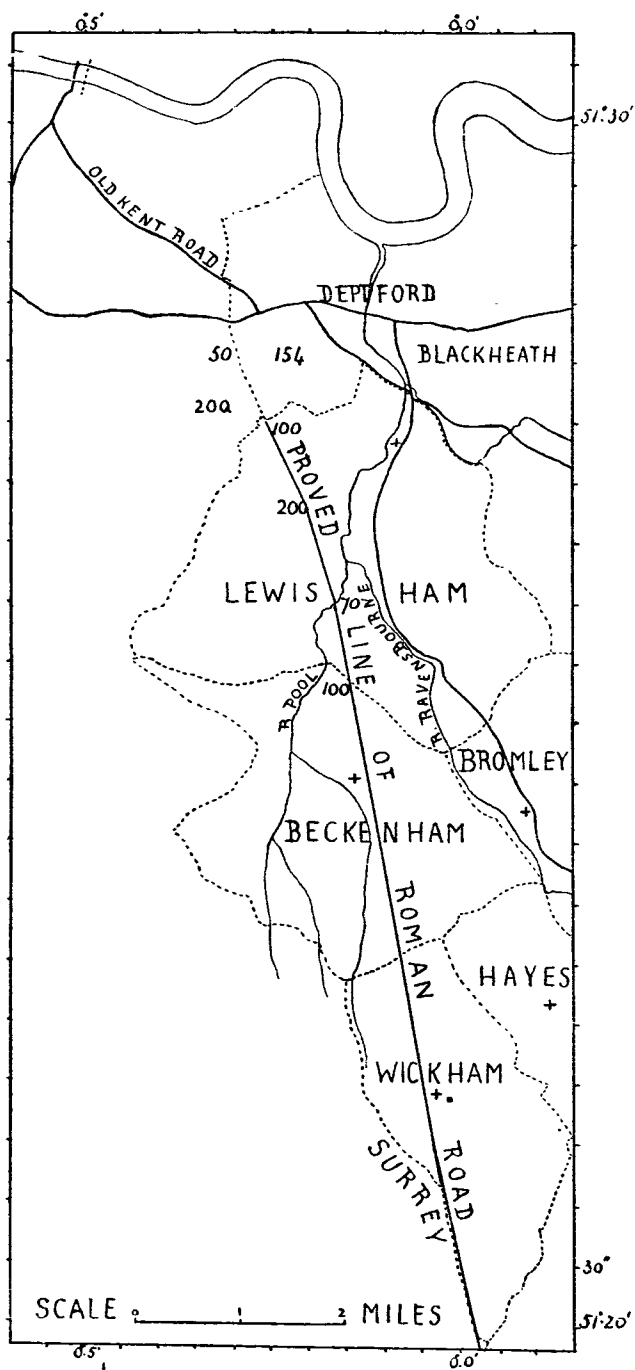 0.5' 0.0'
51°30'
OLD KENT ROAD
DEPTFORD
50 154 BLACKHEATH
200
100
PROVED LINE OF ROMAN ROAD
200
LEWIS HAM
70
R. RAVENSBOURNE
R. POOL
100
BROMLEY
BECKENHAM
HAYES
WICKHAM
SURREY
30"
SCALE 0 1 2 MILES
51°20'
0.5' 0.0'